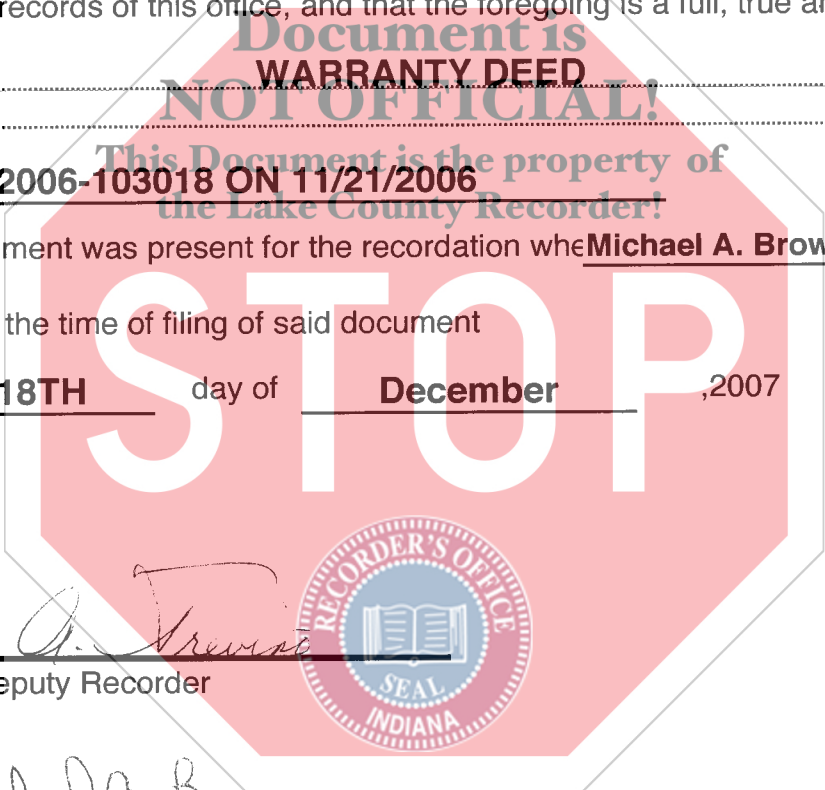 records of this office, and that the foregoing is a full, true a
Document is
WARRANTY DEED
NOT OFFICIAL!
This Document is the property of
2006-103018 ON 11/21/2006
the Lake County Recorder!
ment was present for the recordation whe Michael A. Brow
the time of filing of said document
18TH day of December ,2007
STOP
RECORDER'S OFFICE
A. Trevino
SEAL
INDIANA
eputy Recorder